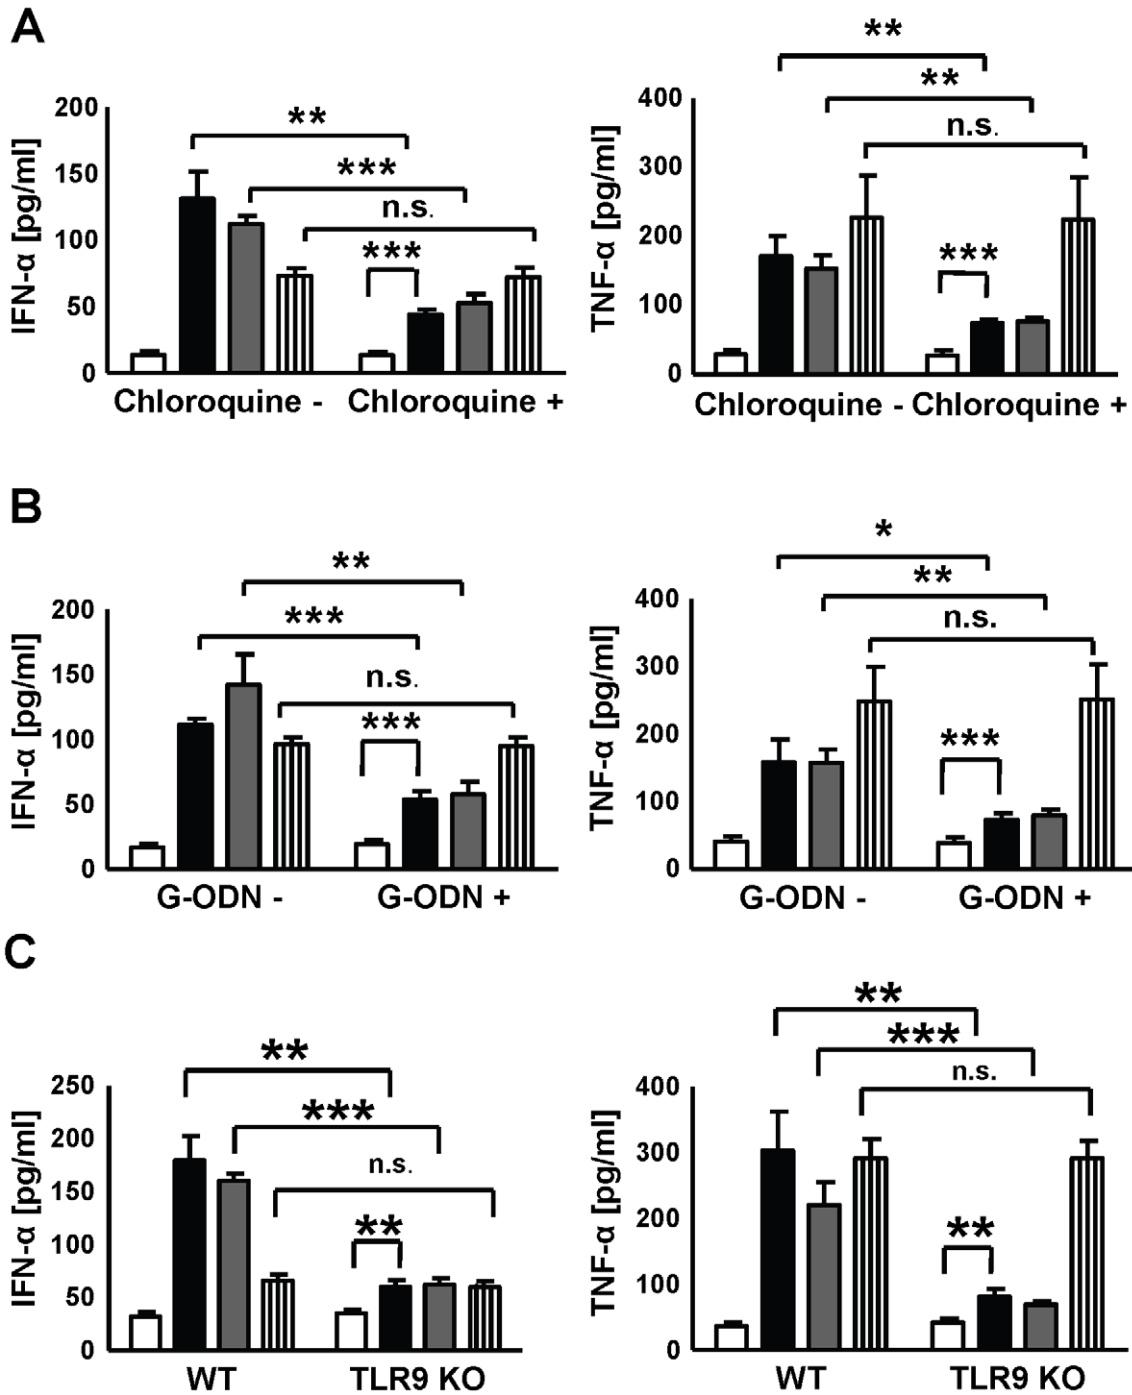 A
IFN-α [pg/ml]
200
150
100
50
0
**
***
n.s.
***
Chloroquine - Chloroquine +
TNF-α [pg/ml]
400
300
200
100
0
**
**
n.s.
***
Chloroquine - Chloroquine +
B
IFN-α [pg/ml]
200
150
100
50
0
**
***
n.s.
***
G-ODN - G-ODN +
TNF-α [pg/ml]
400
300
200
100
0
*
**
n.s.
***
G-ODN - G-ODN +
C
IFN-α [pg/ml]
250
200
150
100
50
0
**
***
n.s.
**
WT TLR9 KO
TNF-α [pg/ml]
400
300
200
100
0
**
***
n.s.
**
WT TLR9 KO